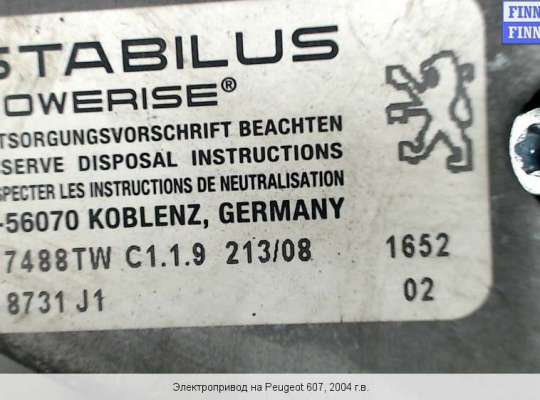 STABILUS
OWERISE®
TSORGUNGSVORSCHRIFT BEACHTEN
SERVE DISPOSAL INSTRUCTIONS
SPECTER LES INSTRUCTIONS DE NEUTRALISATION
-56070 KOBLENZ, GERMANY
7488TW C1.1.9 213/08 1652
8731 J1 02
FINN
FINN
Электропривод на Peugeot 607, 2004 г.в.